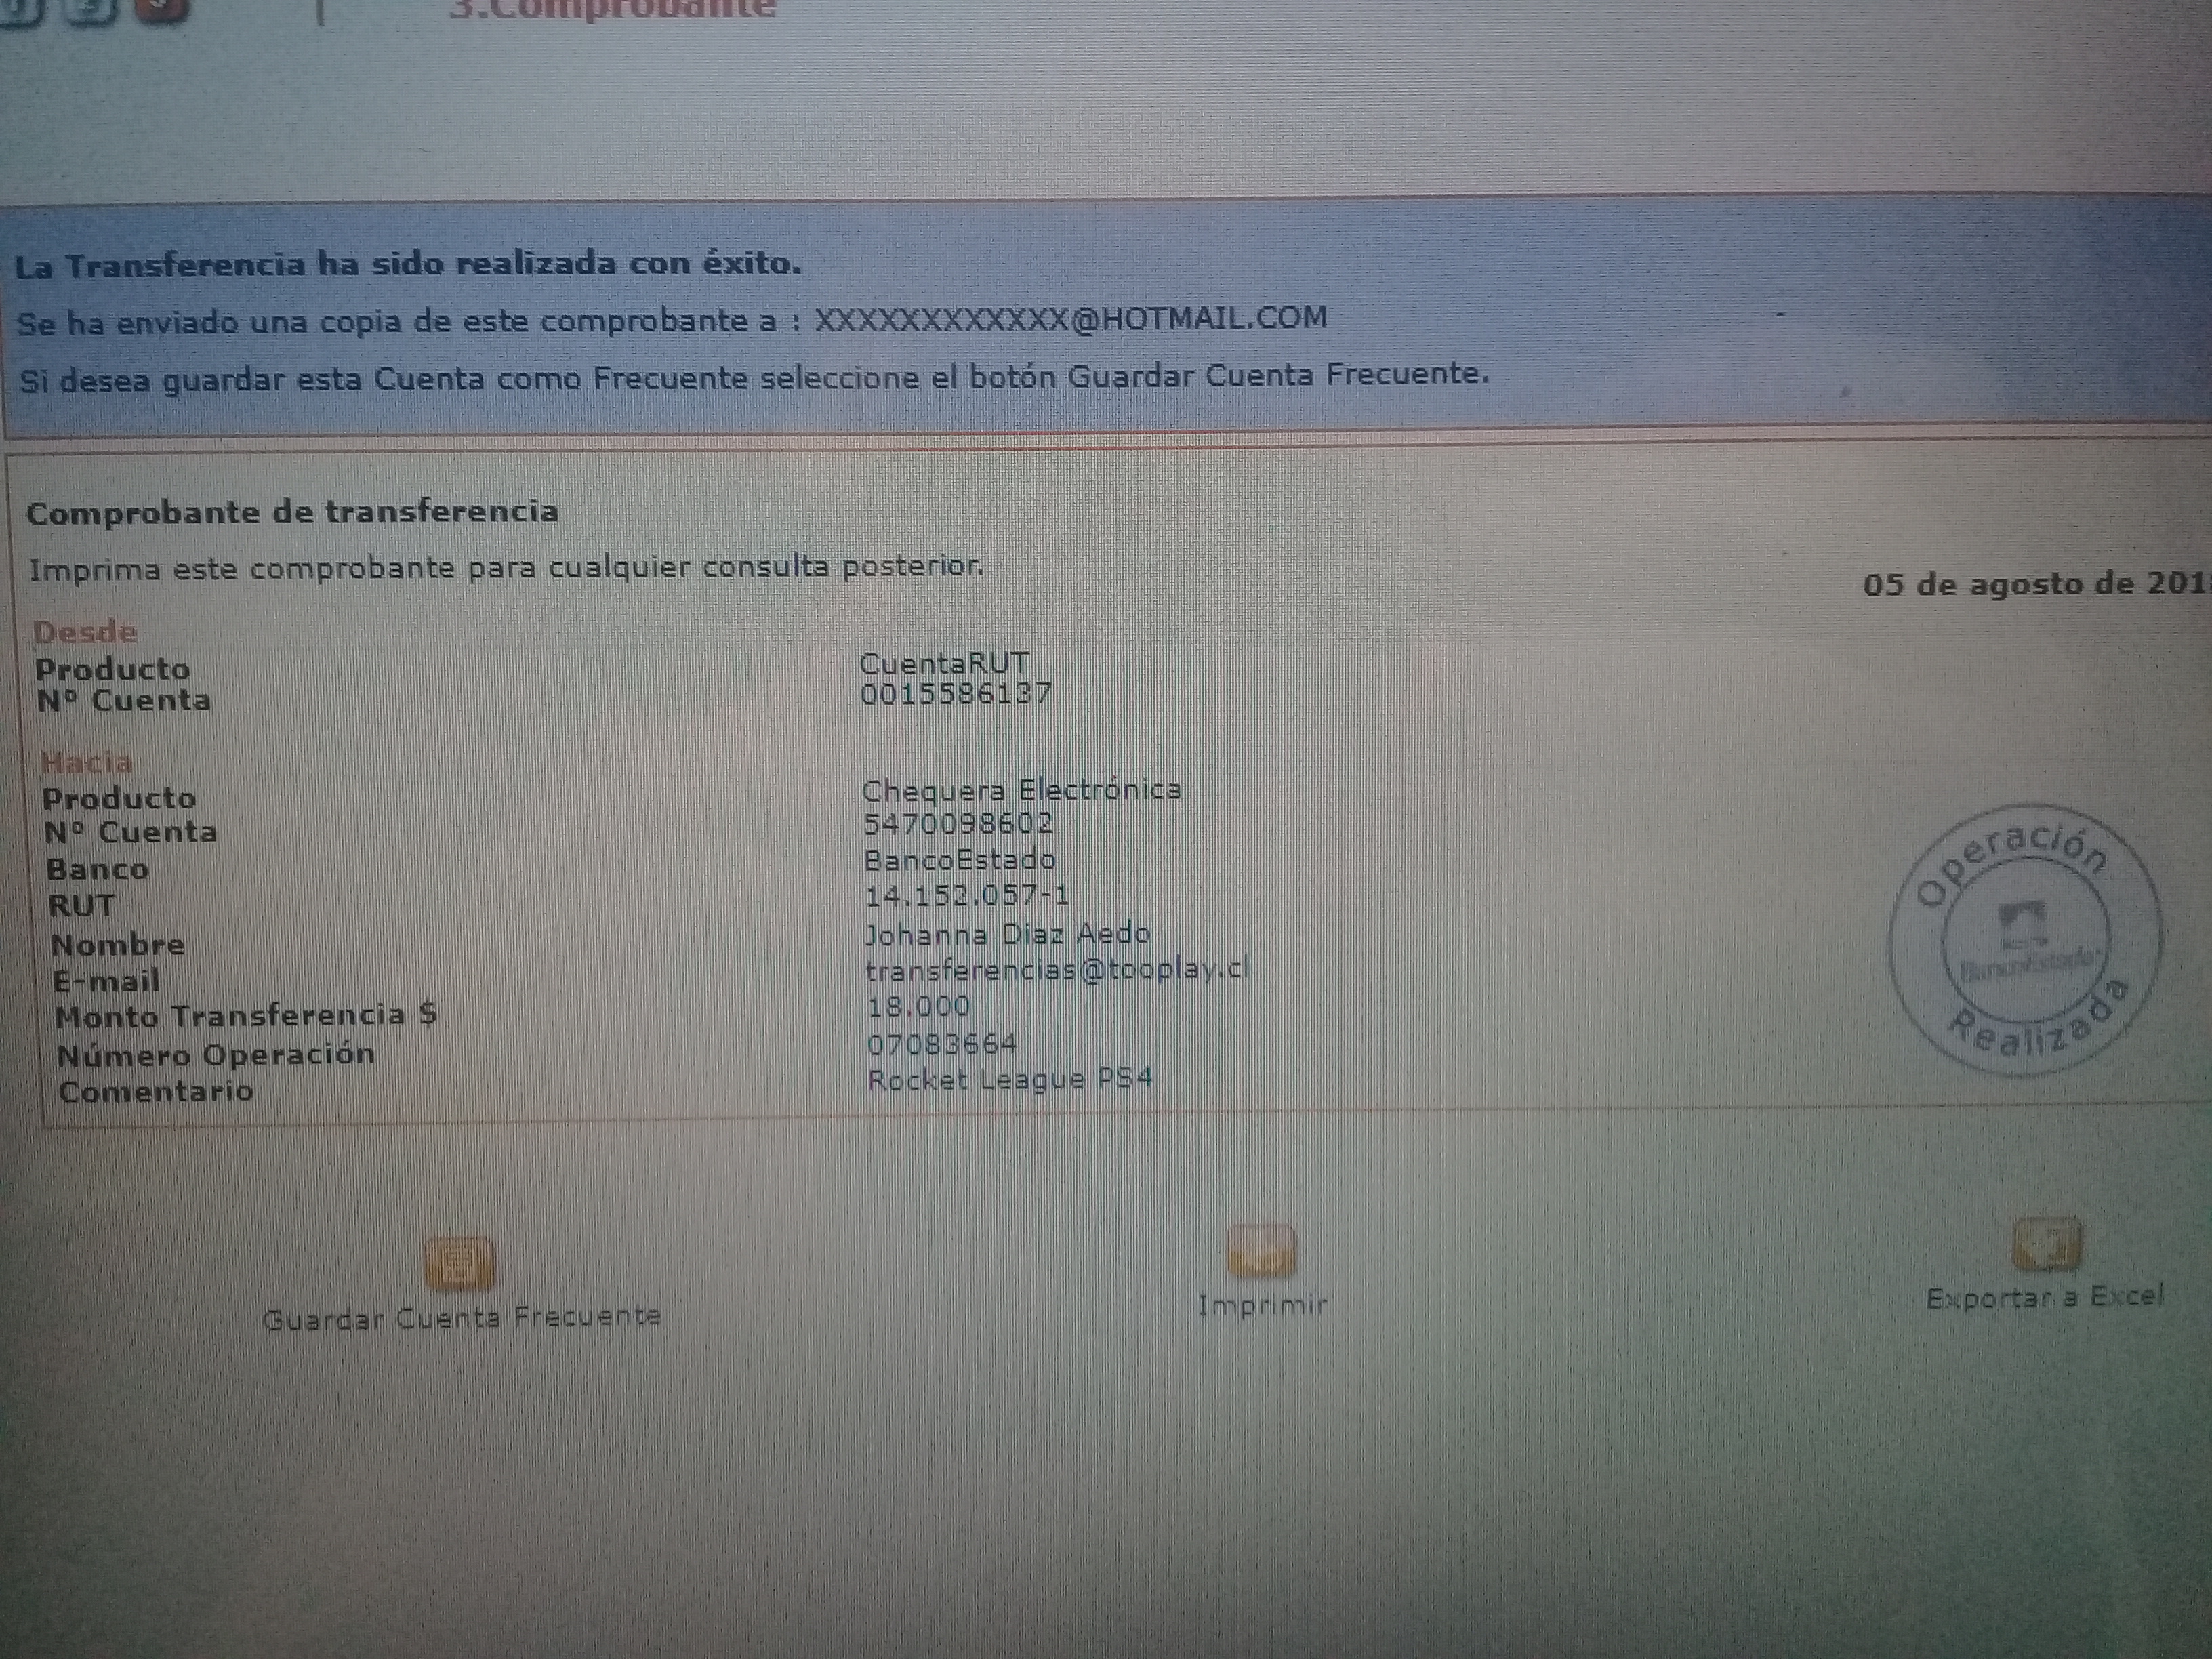 3.Comprobante
La Transferencia ha sido realizada con éxito.
Se ha enviado una copia de este comprobante a : XXXXXXXXXXXX@HOTMAIL.COM
Si desea guardar esta Cuenta como Frecuente seleccione el botón Guardar Cuenta Frecuente.
Comprobante de transferencia
Imprima este comprobante para cualquier consulta posterior.
05 de agosto de 201
Desde
Producto CuentaRUT
Nº Cuenta 0015586137
Hacia
Producto Chequera Electrónica
Nº Cuenta 5470098602
Banco BancoEstado
RUT 14.152.057-1
Nombre Johanna Diaz Aedo
E-mail transferencias@tooplay.cl
Monto Transferencia $ 18.000
Número Operación 07083664
Comentario Rocket League PS4
Operación
BancoEstado
Realizada
Guardar Cuenta Frecuente
Imprimir
Exportar a Excel